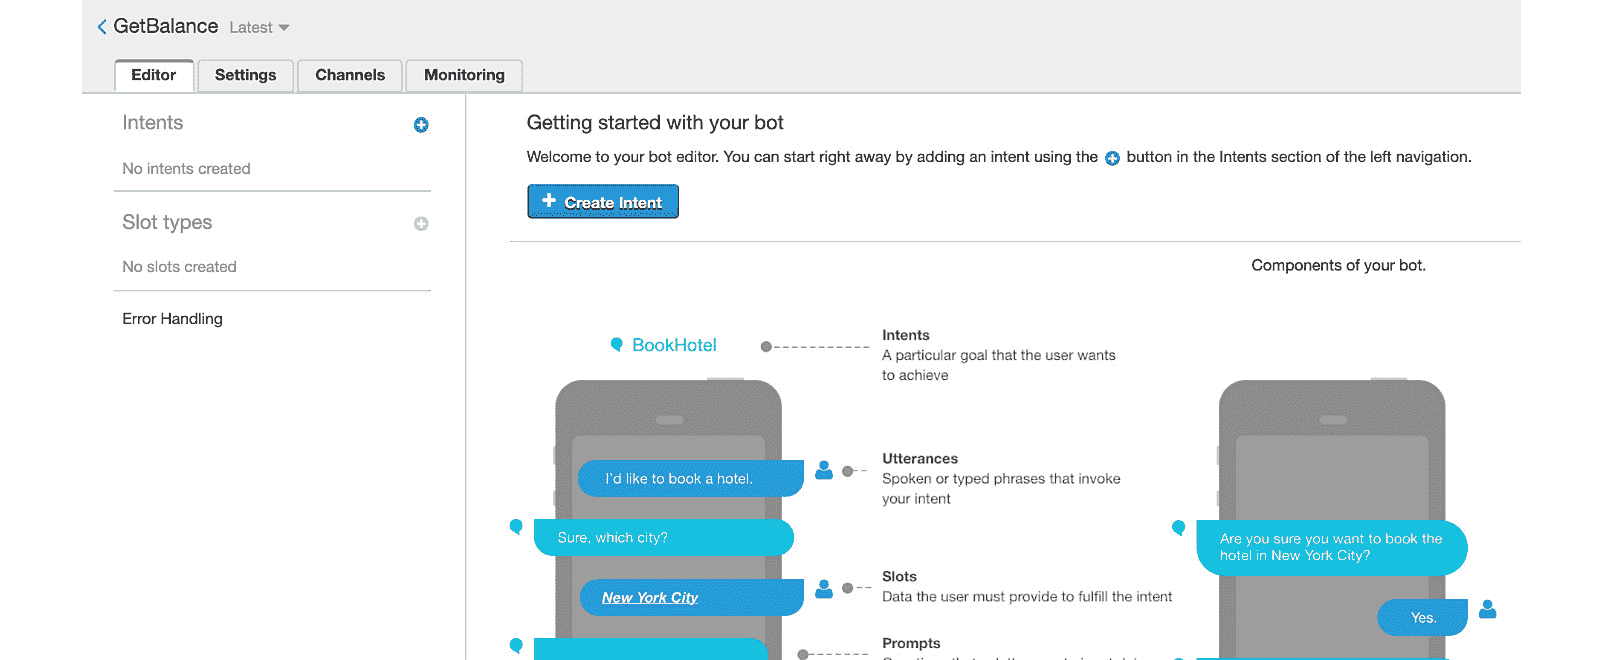 GetBalance Latest
Editor Settings Channels Monitoring
Intents
No intents created
Slot types
No slots created
Error Handling
Getting started with your bot
Welcome to your bot editor. You can start right away by adding an intent using the button in the Intents section of the left navigation.
Create Intent
Components of your bot.
BookHotel
Intents
A particular goal that the user wants
to achieve
I'd like to book a hotel.
Utterances
Spoken or typed phrases that invoke
your intent
Sure, which city?
New York City
Slots
Data the user must provide to fulfill the intent
Prompts
Are you sure you want to book the
hotel in New York City?
Yes.